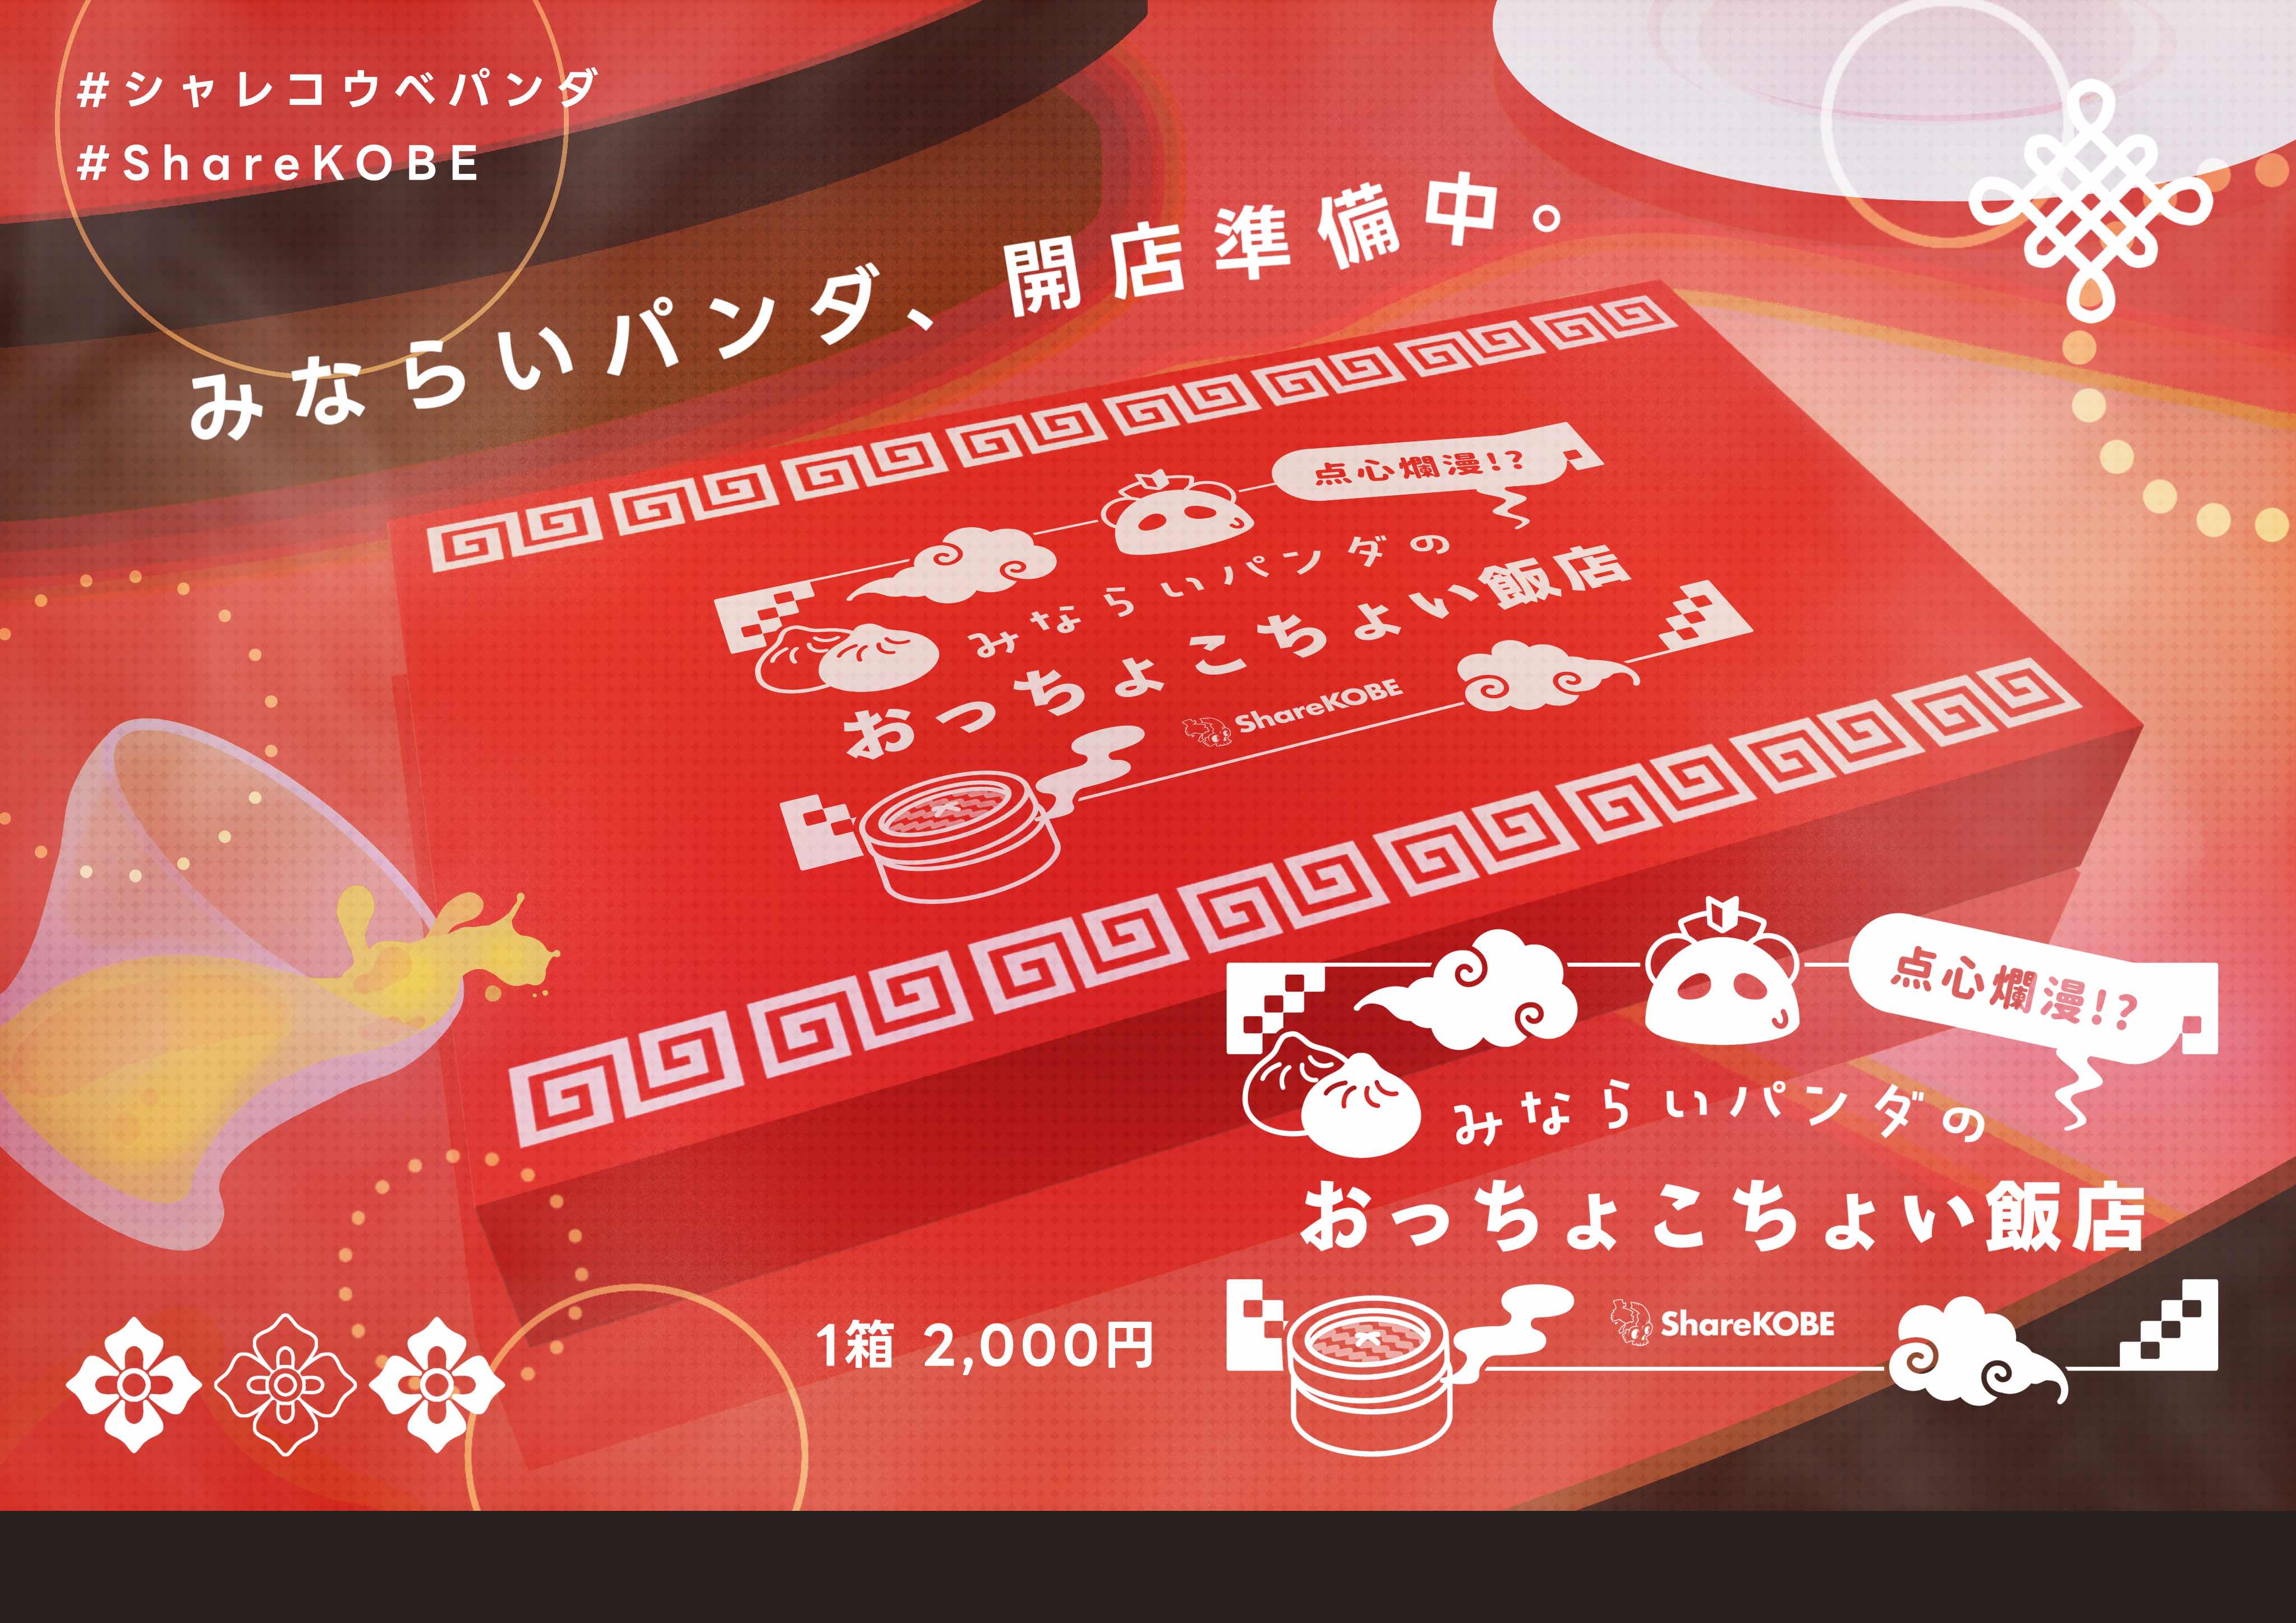 #シャレコウベパンダ
#ShareKOBE
みならいパンダ、開店準備中。
点心爛漫!?
みならいパンダの
おっちょこちょい飯店
ShareKOBE
点心爛漫!?
みならいパンダの
おっちょこちょい飯店
ShareKOBE
1箱 2,000円